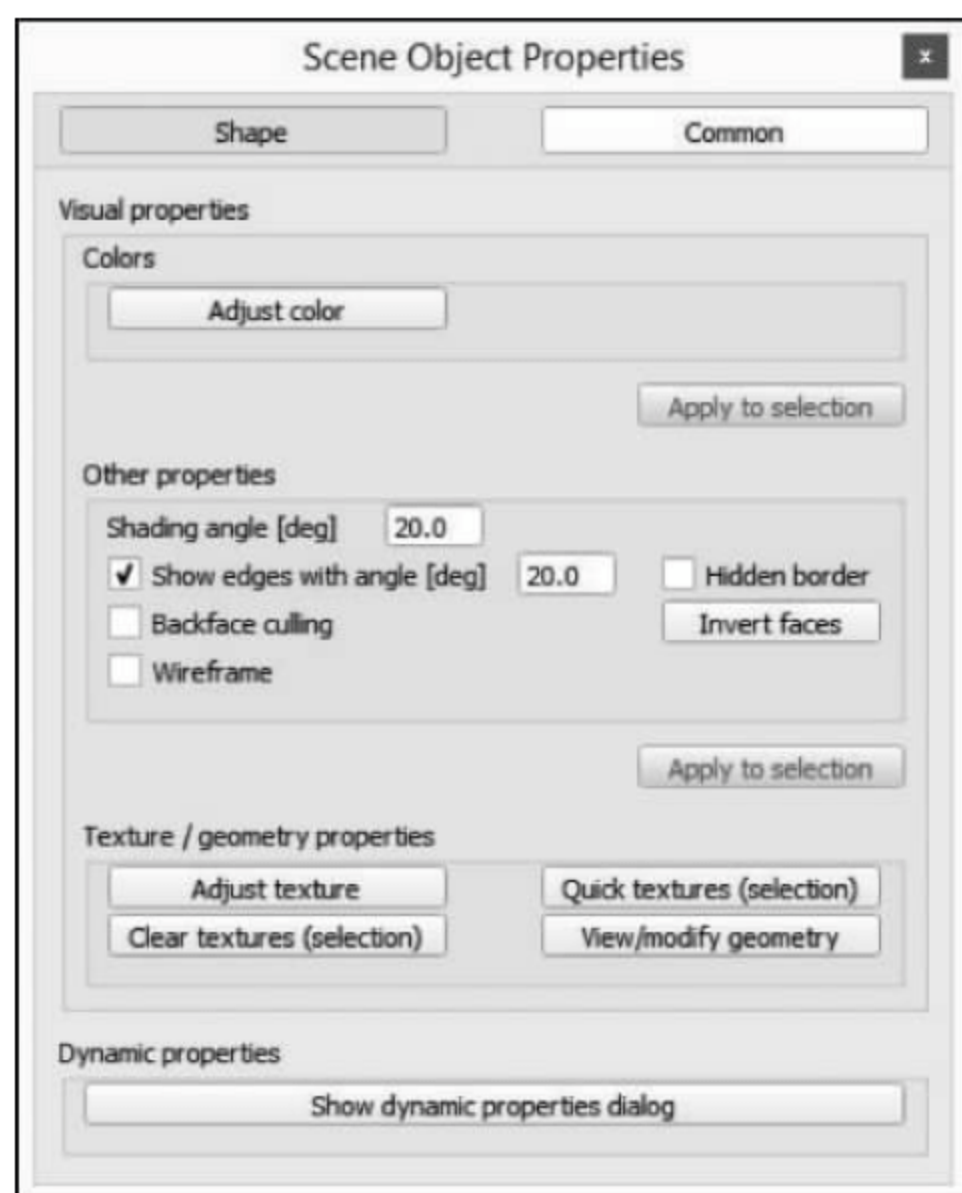 Scene Object Properties x
Shape Common
Visual properties
Colors
Adjust color
Apply to selection
Other properties
Shading angle [deg] 20.0
Show edges with angle [deg] 20.0 Hidden border
Backface culling Invert faces
Wireframe
Apply to selection
Texture / geometry properties
Adjust texture Quick textures (selection)
Clear textures (selection) View/modify geometry
Dynamic properties
Show dynamic properties dialog